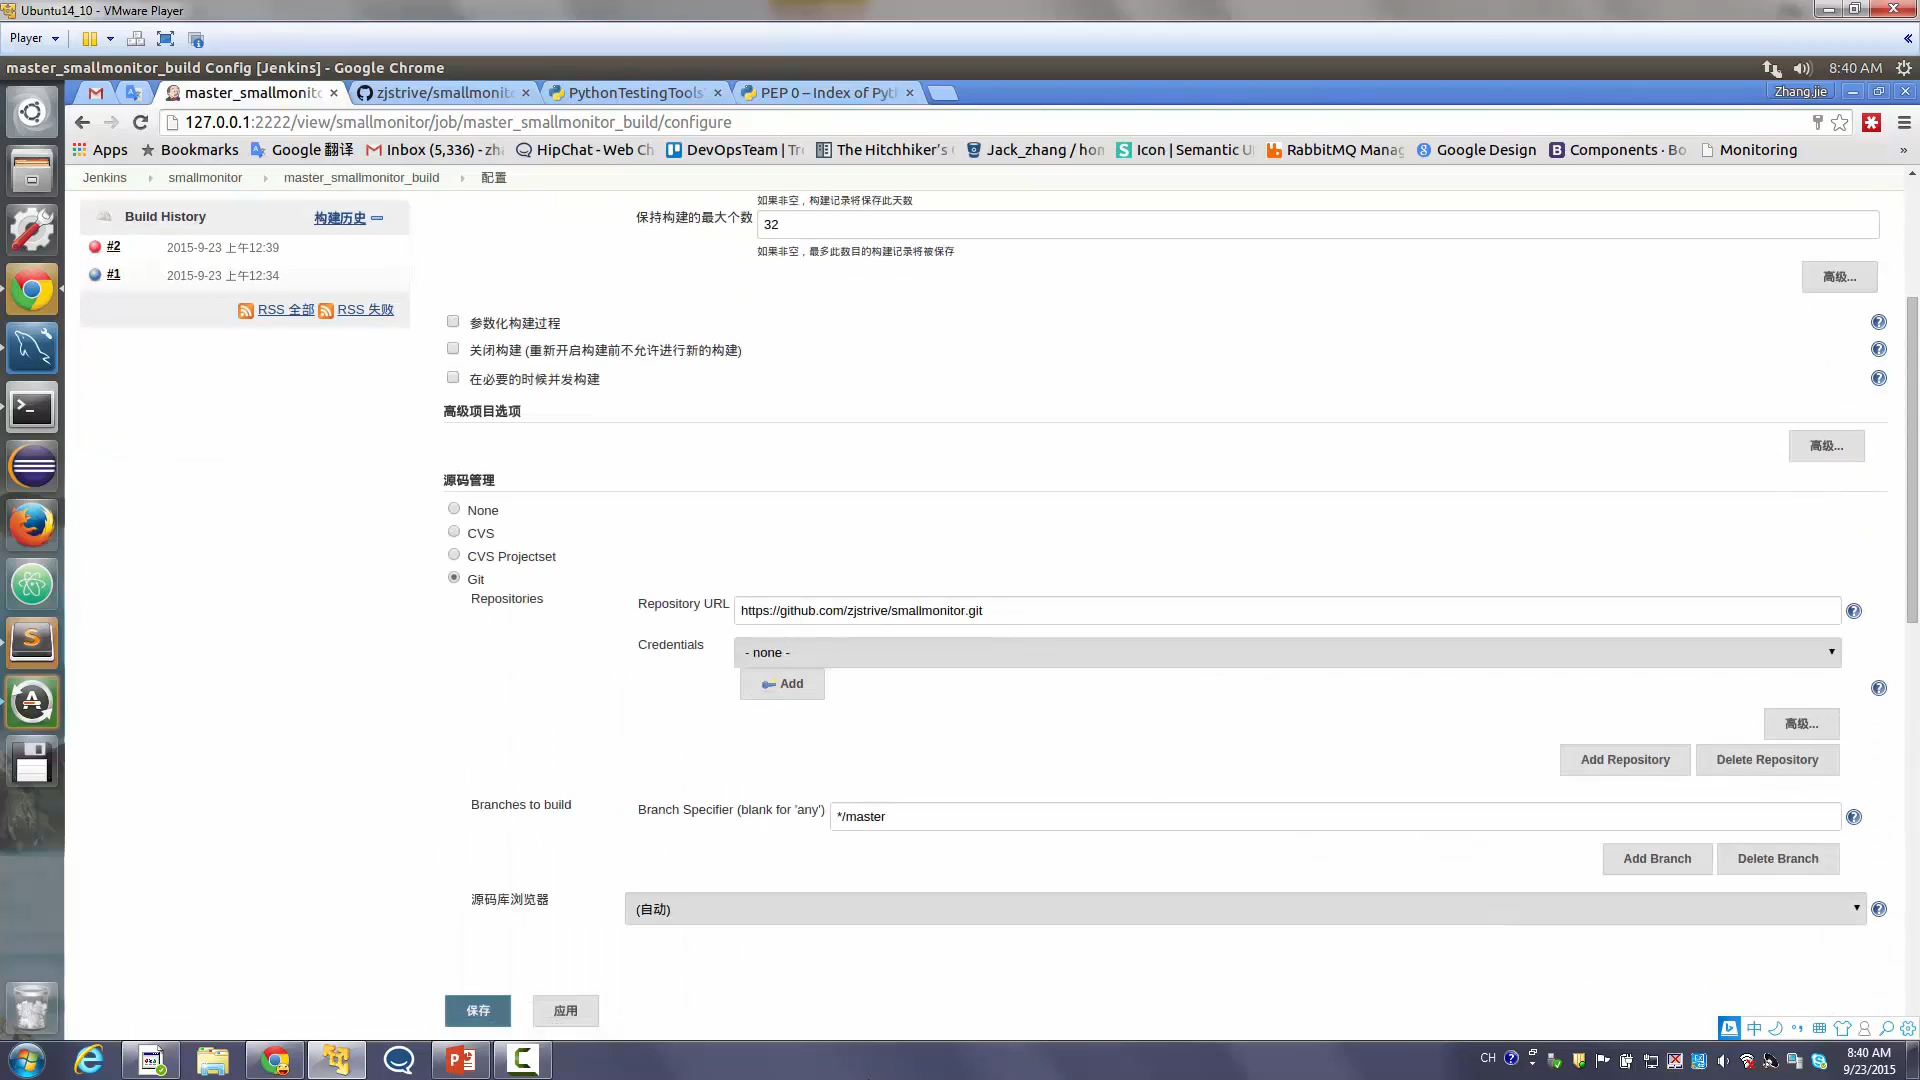 Ubuntu14_10 - VMware Player
Player
master_smallmonitor_build Config [Jenkins] - Google Chrome
8:40 AM
master_smallmonito
zjstrive/smallmonito
PythonTestingTools
PEP 0 – Index of Pyt
Zhang.jie
127.0.0.1:2222/view/smallmonitor/job/master_smallmonitor_build/configure
Apps
Bookmarks
Google 翻译
Inbox (5,336) - zh
HipChat - Web C
DevOpsTeam | Tr
The Hitchhiker's
Jack_zhang / hom
Icon | Semantic U
RabbitMQ Manag
Google Design
Components · Bo
Monitoring
»
Jenkins
smallmonitor
master_smallmonitor_build
配置
Build History
构建历史
#2
2015-9-23 上午12:39
#1
2015-9-23 上午12:34
RSS 全部
RSS 失败
如果非空，构建记录将保存此天数
保持构建的最大个数
32
如果非空，最多此数目的构建记录将被保存
高级...
参数化构建过程
关闭构建 (重新开启构建前不允许进行新的构建)
在必要的时候并发构建
高级项目选项
高级...
源码管理
None
CVS
CVS Projectset
Git
Repositories
Repository URL
https://github.com/zjstrive/smallmonitor.git
Credentials
- none -
Add
高级...
Add Repository
Delete Repository
Branches to build
Branch Specifier (blank for 'any')
*/master
Add Branch
Delete Branch
源码库浏览器
(自动)
保存
应用
中
CH
8:40 AM
9/23/2015